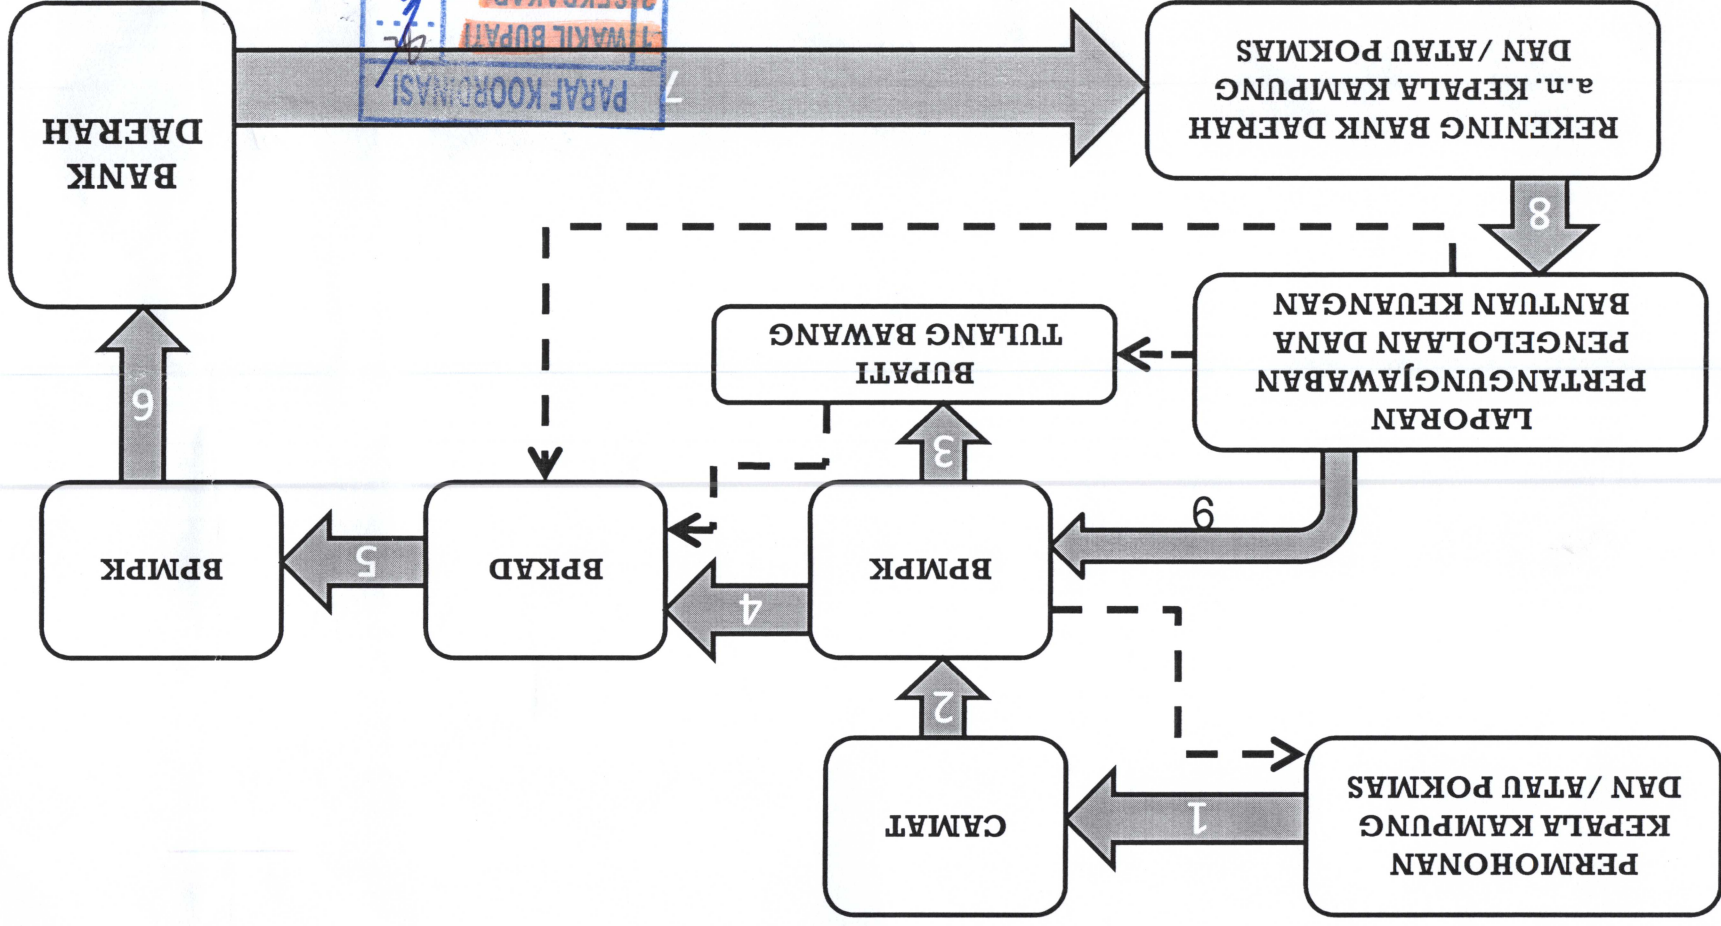 PERMOHONAN
KEPALA KAMPUNG
DAN /ATAU POKMAS
1
CAMAT
2
BPMPK
3
BUPATI
TULANG BAWANG
4
BPKAD
5
BPMPK
6
BANK
DAERAH
7
REKENING BANK DAERAH
a.n. KEPALA KAMPUNG
DAN /ATAU POKMAS
8
LAPORAN
PERTANGUNGJAWABAN
PENGELOLAAN DANA
BANTUAN KEUANGAN
9
PARAF KOORDINASI
1 WAKIL BUPATI